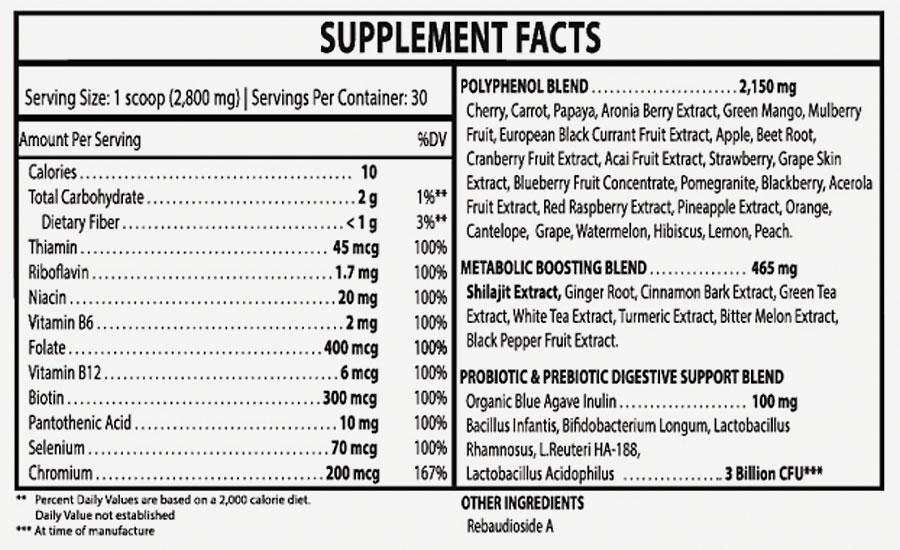 SUPPLEMENT FACTS
Serving Size: 1 scoop (2,800 mg) | Servings Per Container: 30
Amount Per Serving %DV
Calories 10
Total Carbohydrate 2 g 1%**
Dietary Fiber < 1 g 3%**
Thiamin 45 mcg 100%
Riboflavin 1.7 mg 100%
Niacin 20 mg 100%
Vitamin B6 2 mg 100%
Folate 400 mcg 100%
Vitamin B12 6 mcg 100%
Biotin 300 mcg 100%
Pantothenic Acid 10 mg 100%
Selenium 70 mcg 100%
Chromium 200 mcg 167%
** Percent Daily Values are based on a 2,000 calorie diet.
Daily Value not established
*** At time of manufacture
POLYPHENOL BLEND 2,150 mg
Cherry, Carrot, Papaya, Aronia Berry Extract, Green Mango, Mulberry
Fruit, European Black Currant Fruit Extract, Apple, Beet Root,
Cranberry Fruit Extract, Acai Fruit Extract, Strawberry, Grape Skin
Extract, Blueberry Fruit Concentrate, Pomegranite, Blackberry, Acerola
Fruit Extract, Red Raspberry Extract, Pineapple Extract, Orange,
Cantelope, Grape, Watermelon, Hibiscus, Lemon, Peach.
METABOLIC BOOSTING BLEND 465 mg
Shilajit Extract, Ginger Root, Cinnamon Bark Extract, Green Tea
Extract, White Tea Extract, Turmeric Extract, Bitter Melon Extract,
Black Pepper Fruit Extract.
PROBIOTIC & PREBIOTIC DIGESTIVE SUPPORT BLEND
Organic Blue Agave Inulin 100 mg
Bacillus Infantis, Bifidobacterium Longum, Lactobacillus
Rhamnosus, L.Reuteri HA-188,
Lactobacillus Acidophilus 3 Billion CFU***
OTHER INGREDIENTS
Rebaudioside A